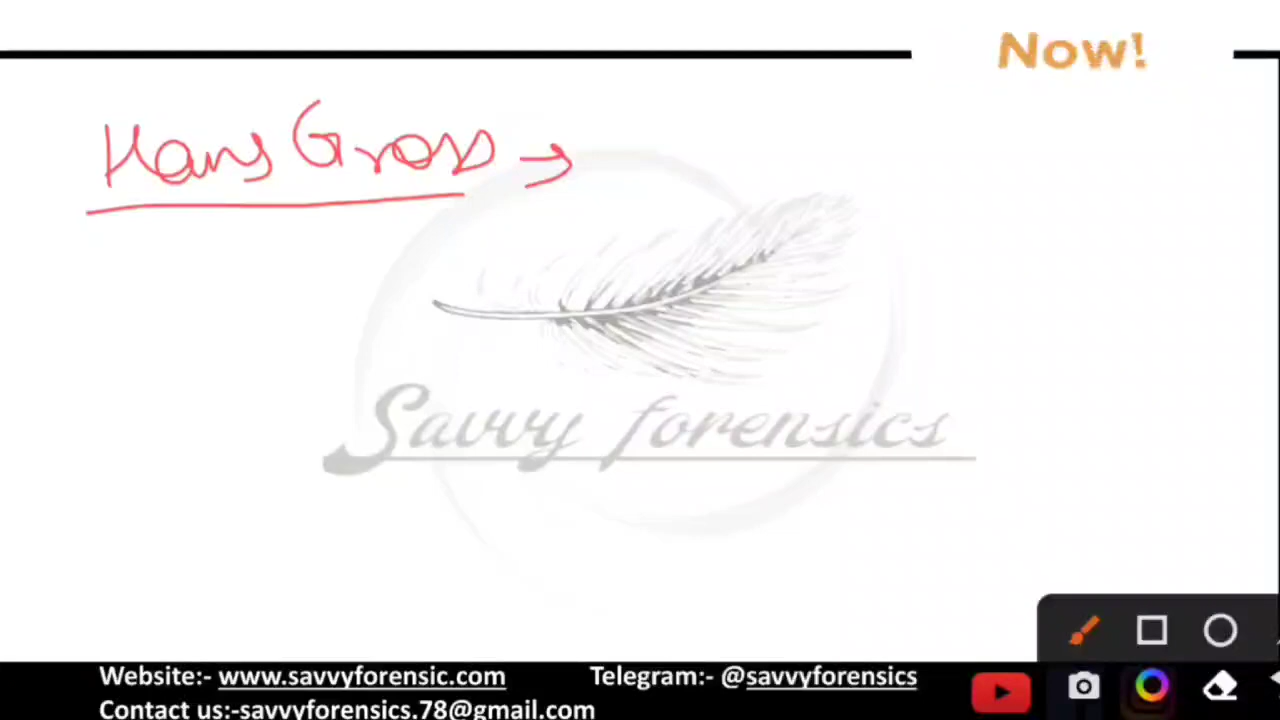 Now!
Hans Gross →
Savvy forensics
Website:- www.savvyforensic.com Telegram:- @savvyforensics
Contact us:-savvyforensics.78@gmail.com